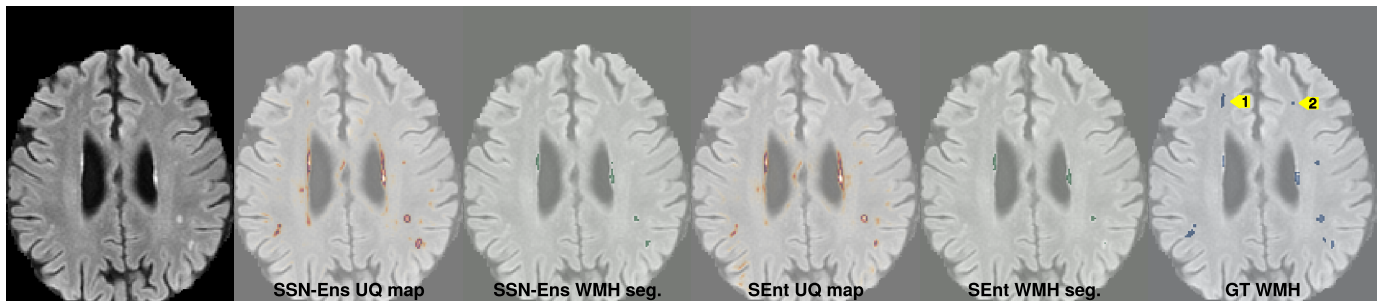 1
2
SSN-Ens UQ map
SSN-Ens WMH seg.
SEnt UQ map
SEnt WMH seg.
GT WMH